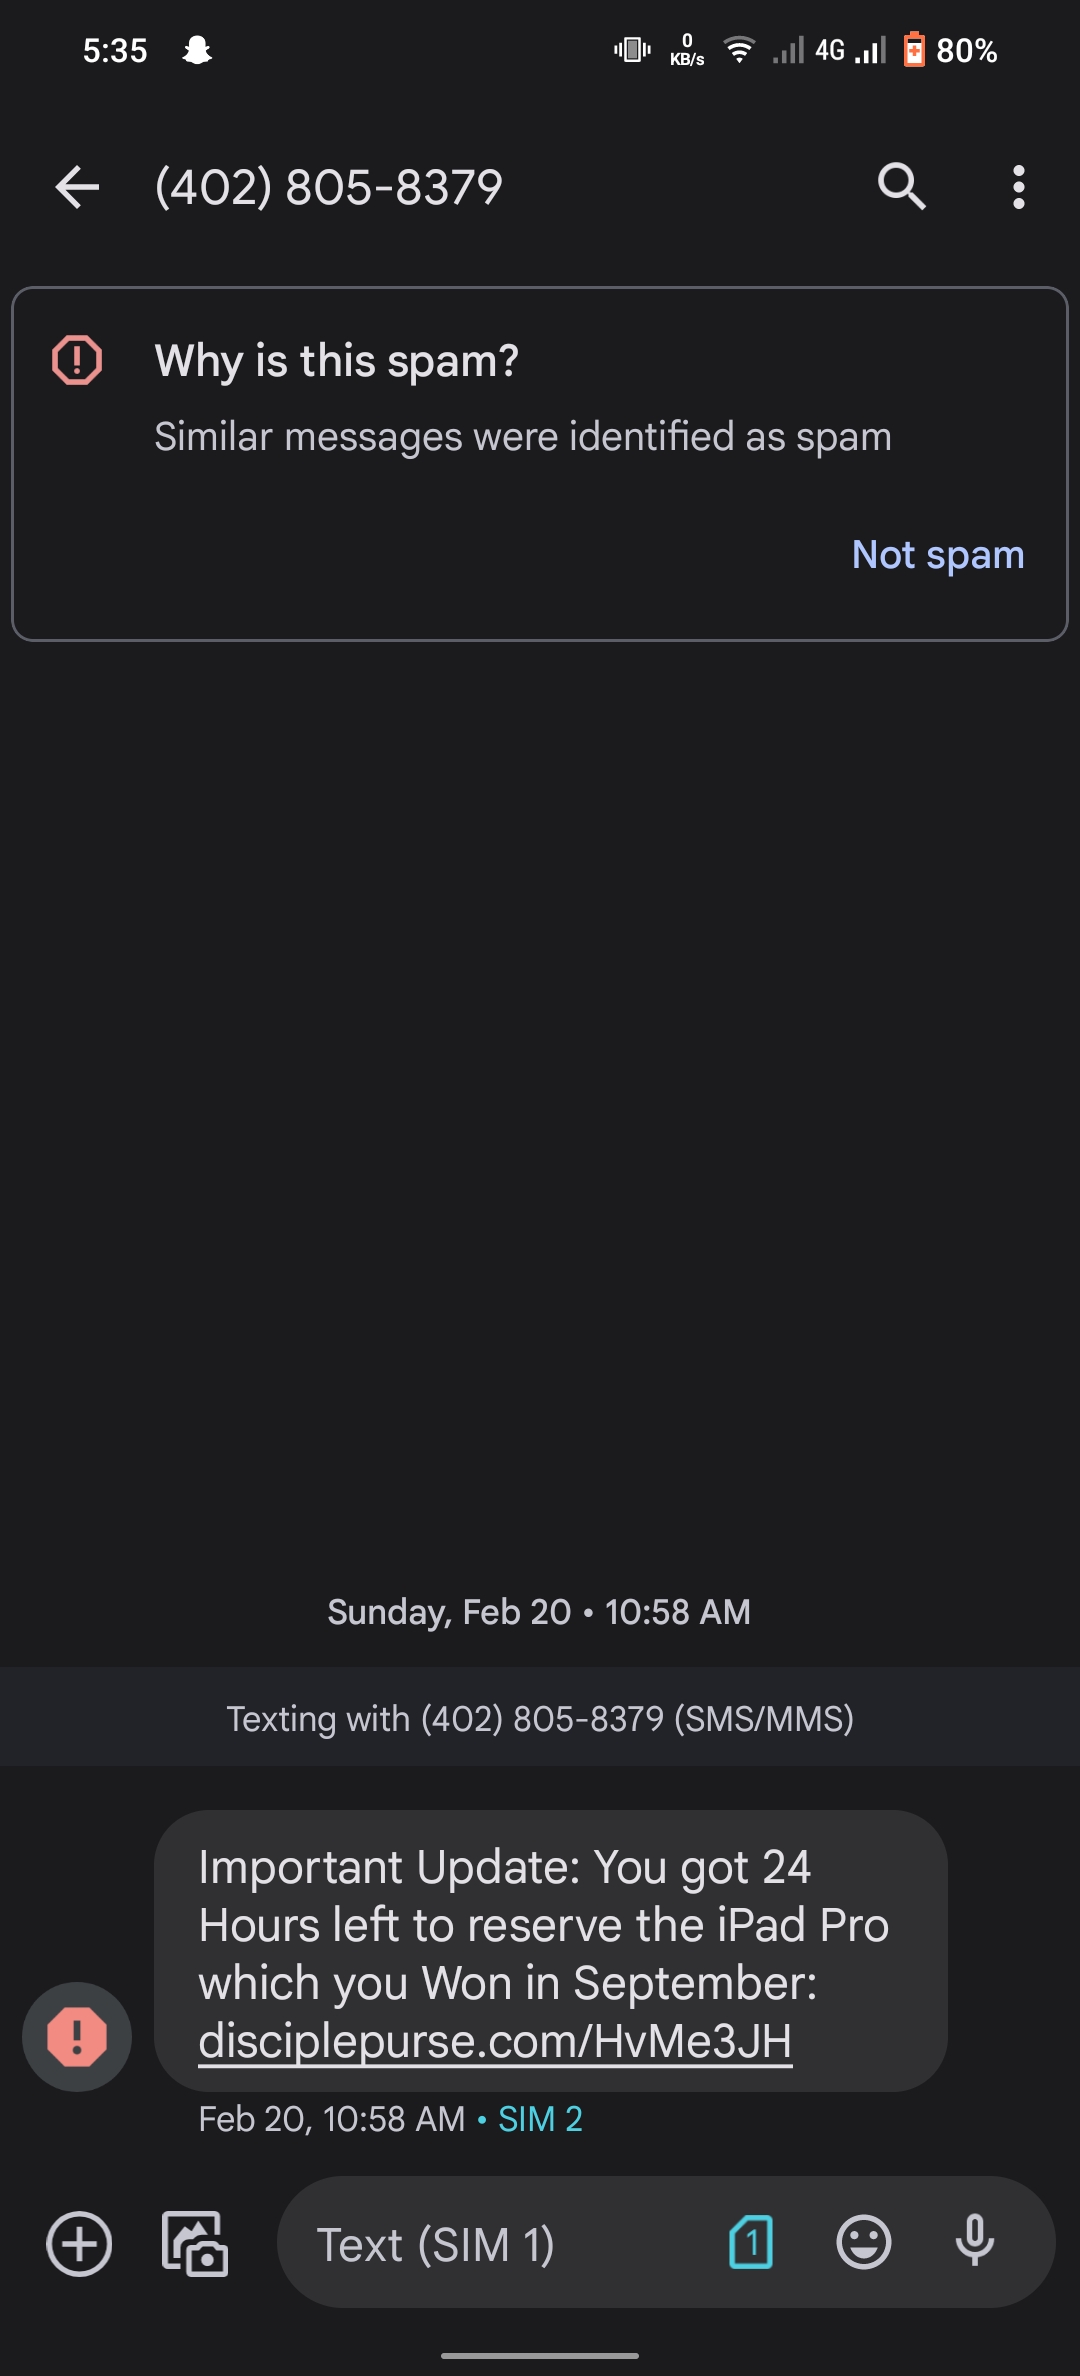 5:35
0
KB/s
4G
80%
(402) 805-8379
Why is this spam?
Similar messages were identified as spam
Not spam
Sunday, Feb 20 • 10:58 AM
Texting with (402) 805-8379 (SMS/MMS)
Important Update: You got 24
Hours left to reserve the iPad Pro
which you Won in September:
disciplepurse.com/HvMe3JH
Feb 20, 10:58 AM • SIM 2
Text (SIM 1)
1